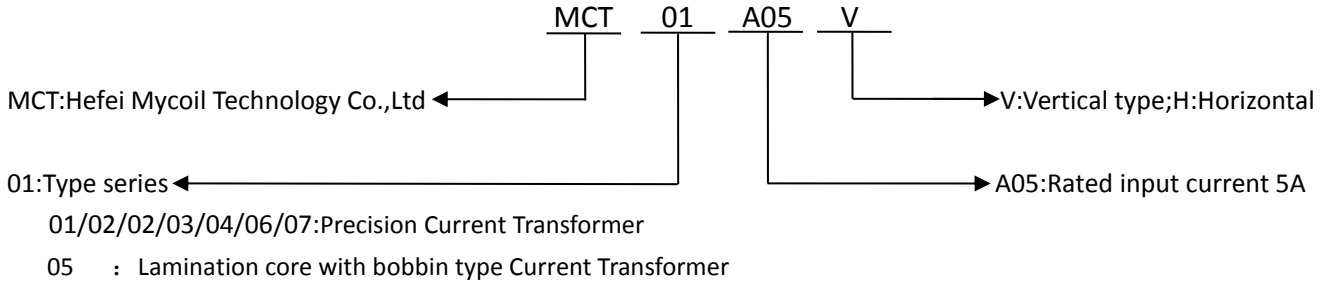 MCT 01 A05 V
MCT:Hefei Mycoil Technology Co.,Ltd V:Vertical type;H:Horizontal
01:Type series A05:Rated input current 5A
01/02/02/03/04/06/07:Precision Current Transformer
05 ：Lamination core with bobbin type Current Transformer